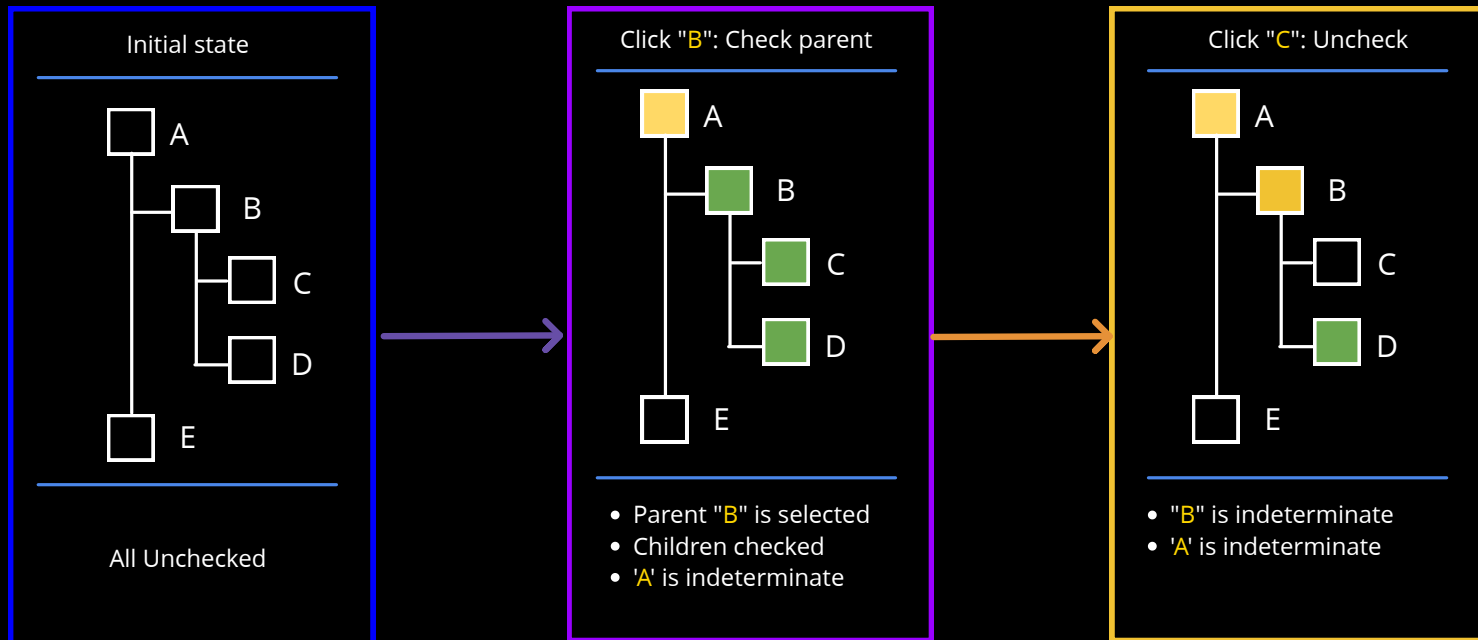 Initial state
A
B
C
D
E
All Unchecked
Click "B": Check parent
A
B
C
D
E
• Parent "B" is selected
• Children checked
• 'A' is indeterminate
Click "C": Uncheck
A
B
C
D
E
• "B" is indeterminate
• 'A' is indeterminate